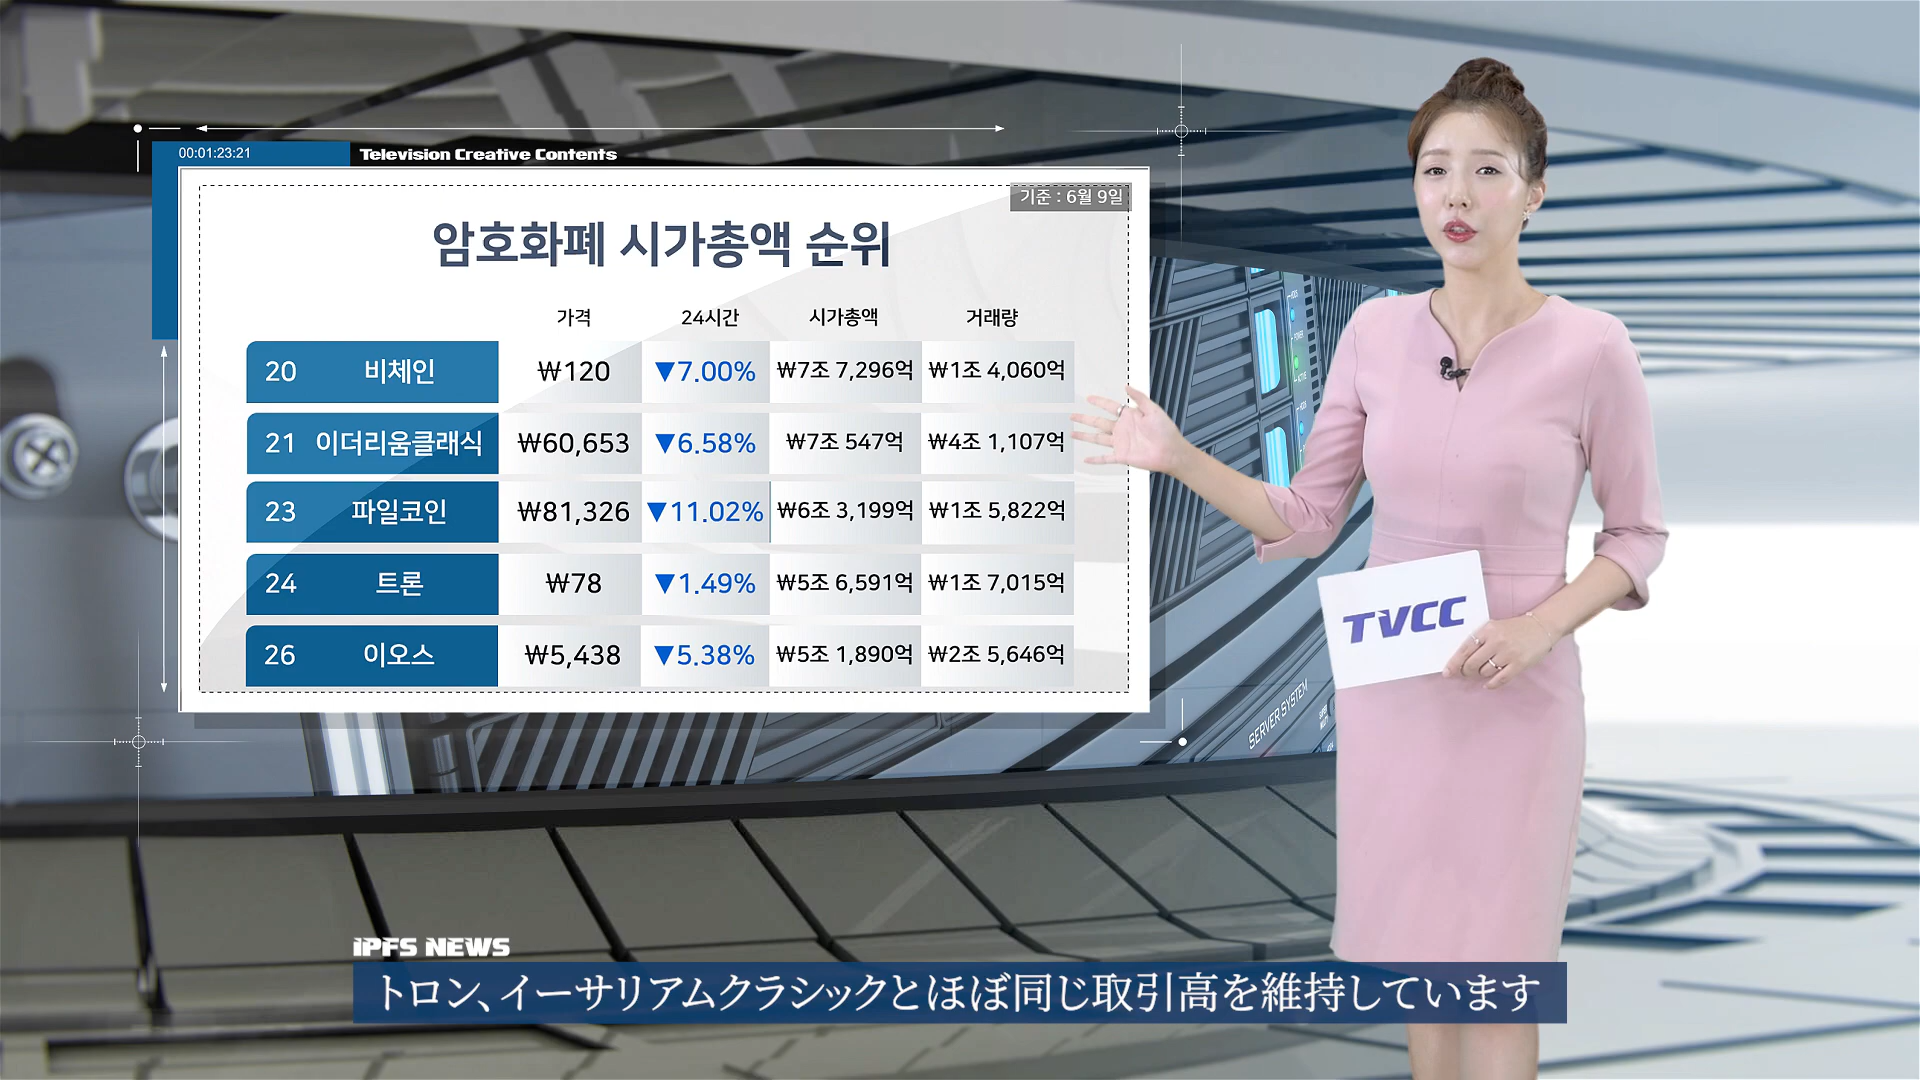 00:01:23:21
Television Creative Contents
기준 : 6월 9일
암호화폐 시가총액 순위
가격 24시간 시가총액 거래량
20 비체인 ₩120 ▼7.00% ₩7조 7,296억 ₩1조 4,060억
21 이더리움클래식 ₩60,653 ▼6.58% ₩7조 547억 ₩4조 1,107억
23 파일코인 ₩81,326 ▼11.02% ₩6조 3,199억 ₩1조 5,822억
24 트론 ₩78 ▼1.49% ₩5조 6,591억 ₩1조 7,015억
26 이오스 ₩5,438 ▼5.38% ₩5조 1,890억 ₩2조 5,646억
TVCC
SERVER SYSTEM
iPFS NEWS
トロン、イーサリアムクラシックとほぼ同じ取引高を維持しています